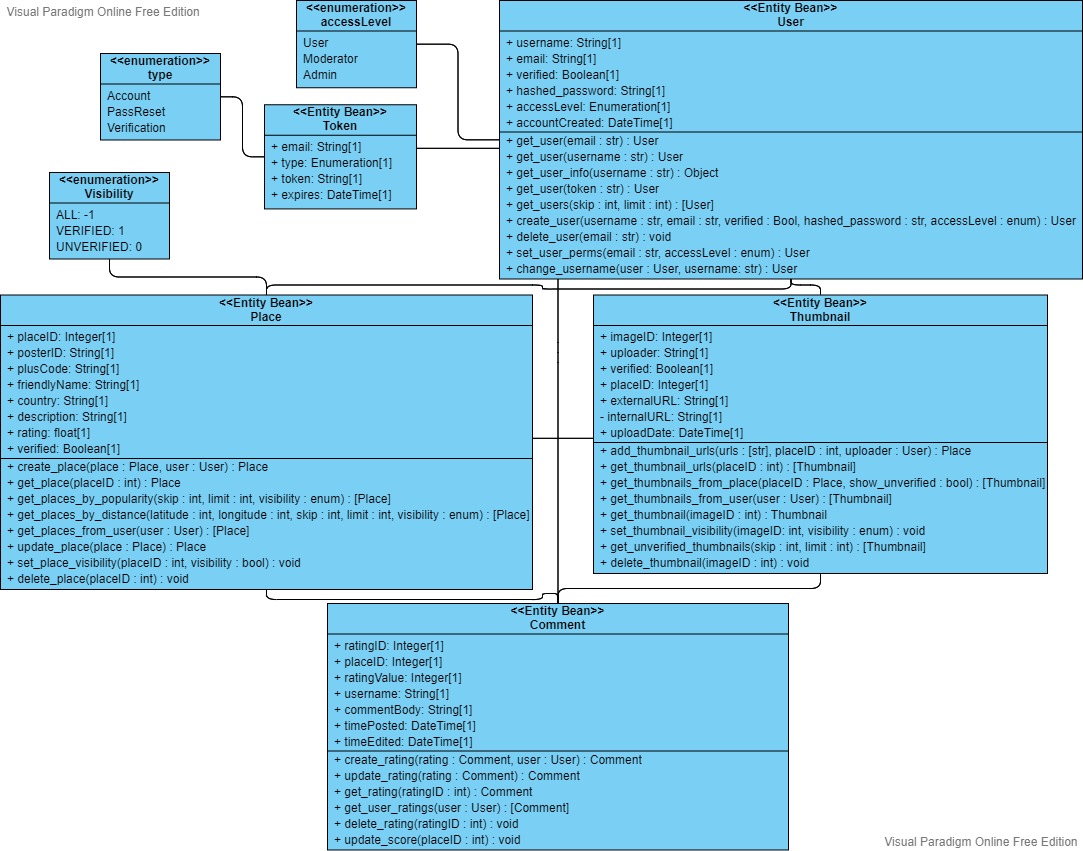 Visual Paradigm Online Free Edition
<<enumeration>>
accessLevel
User
Moderator
Admin
<<Entity Bean>>
User
+ username: String[1]
+ email: String[1]
+ verified: Boolean[1]
+ hashed_password: String[1]
+ accessLevel: Enumeration[1]
+ accountCreated: DateTime[1]
+ get_user(email : str) : User
+ get_user(username : str) : User
+ get_user_info(username : str) : Object
+ get_user(token : str) : User
+ get_users(skip : int, limit : int) : [User]
+ create_user(username : str, email : str, verified : Bool, hashed_password : str, accessLevel : enum) : User
+ delete_user(email : str) : void
+ set_user_perms(email : str, accessLevel : enum) : User
+ change_username(user : User, username: str) : User
<<enumeration>>
type
Account
PassReset
Verification
<<Entity Bean>>
Token
+ email: String[1]
+ type: Enumeration[1]
+ token: String[1]
+ expires: DateTime[1]
<<enumeration>>
Visibility
ALL: -1
VERIFIED: 1
UNVERIFIED: 0
<<Entity Bean>>
Place
+ placeID: Integer[1]
+ posterID: String[1]
+ plusCode: String[1]
+ friendlyName: String[1]
+ country: String[1]
+ description: String[1]
+ rating: float[1]
+ verified: Boolean[1]
+ create_place(place : Place, user : User) : Place
+ get_place(placeID : int) : Place
+ get_places_by_popularity(skip : int, limit : int, visibility : enum) : [Place]
+ get_places_by_distance(latitude : int, longitude : int, skip : int, limit : int, visibility : enum) : [Place]
+ get_places_from_user(user : User) : [Place]
+ update_place(place : Place) : Place
+ set_place_visibility(placeID : int, visibility : bool) : void
+ delete_place(placeID : int) : void
<<Entity Bean>>
Thumbnail
+ imageID: Integer[1]
+ uploader: String[1]
+ verified: Boolean[1]
+ placeID: Integer[1]
+ externalURL: String[1]
- internalURL: String[1]
+ uploadDate: DateTime[1]
+ add_thumbnail_urls(urls : [str], placeID : int, uploader : User) : Place
+ get_thumbnail_urls(placeID : int) : [Thumbnail]
+ get_thumbnails_from_place(placeID : Place, show_unverified : bool) : [Thumbnail]
+ get_thumbnails_from_user(user : User) : [Thumbnail]
+ get_thumbnail(imageID : int) : Thumbnail
+ set_thumbnail_visibility(imageID: int, visibility : enum) : void
+ get_unverified_thumbnails(skip : int, limit : int) : [Thumbnail]
+ delete_thumbnail(imageID : int) : void
<<Entity Bean>>
Comment
+ ratingID: Integer[1]
+ placeID: Integer[1]
+ ratingValue: Integer[1]
+ username: String[1]
+ commentBody: String[1]
+ timePosted: DateTime[1]
+ timeEdited: DateTime[1]
+ create_rating(rating : Comment, user : User) : Comment
+ update_rating(rating : Comment) : Comment
+ get_rating(ratingID : int) : Comment
+ get_user_ratings(user : User) : [Comment]
+ delete_rating(ratingID : int) : void
+ update_score(placeID : int) : void
Visual Paradigm Online Free Edition